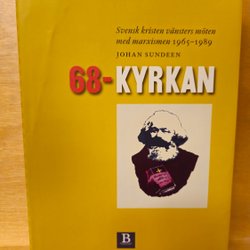 Svensk kristen vänsters möten
med marxismen 1965–1989
JOHAN SUNDEEN
68-KYRKAN
B